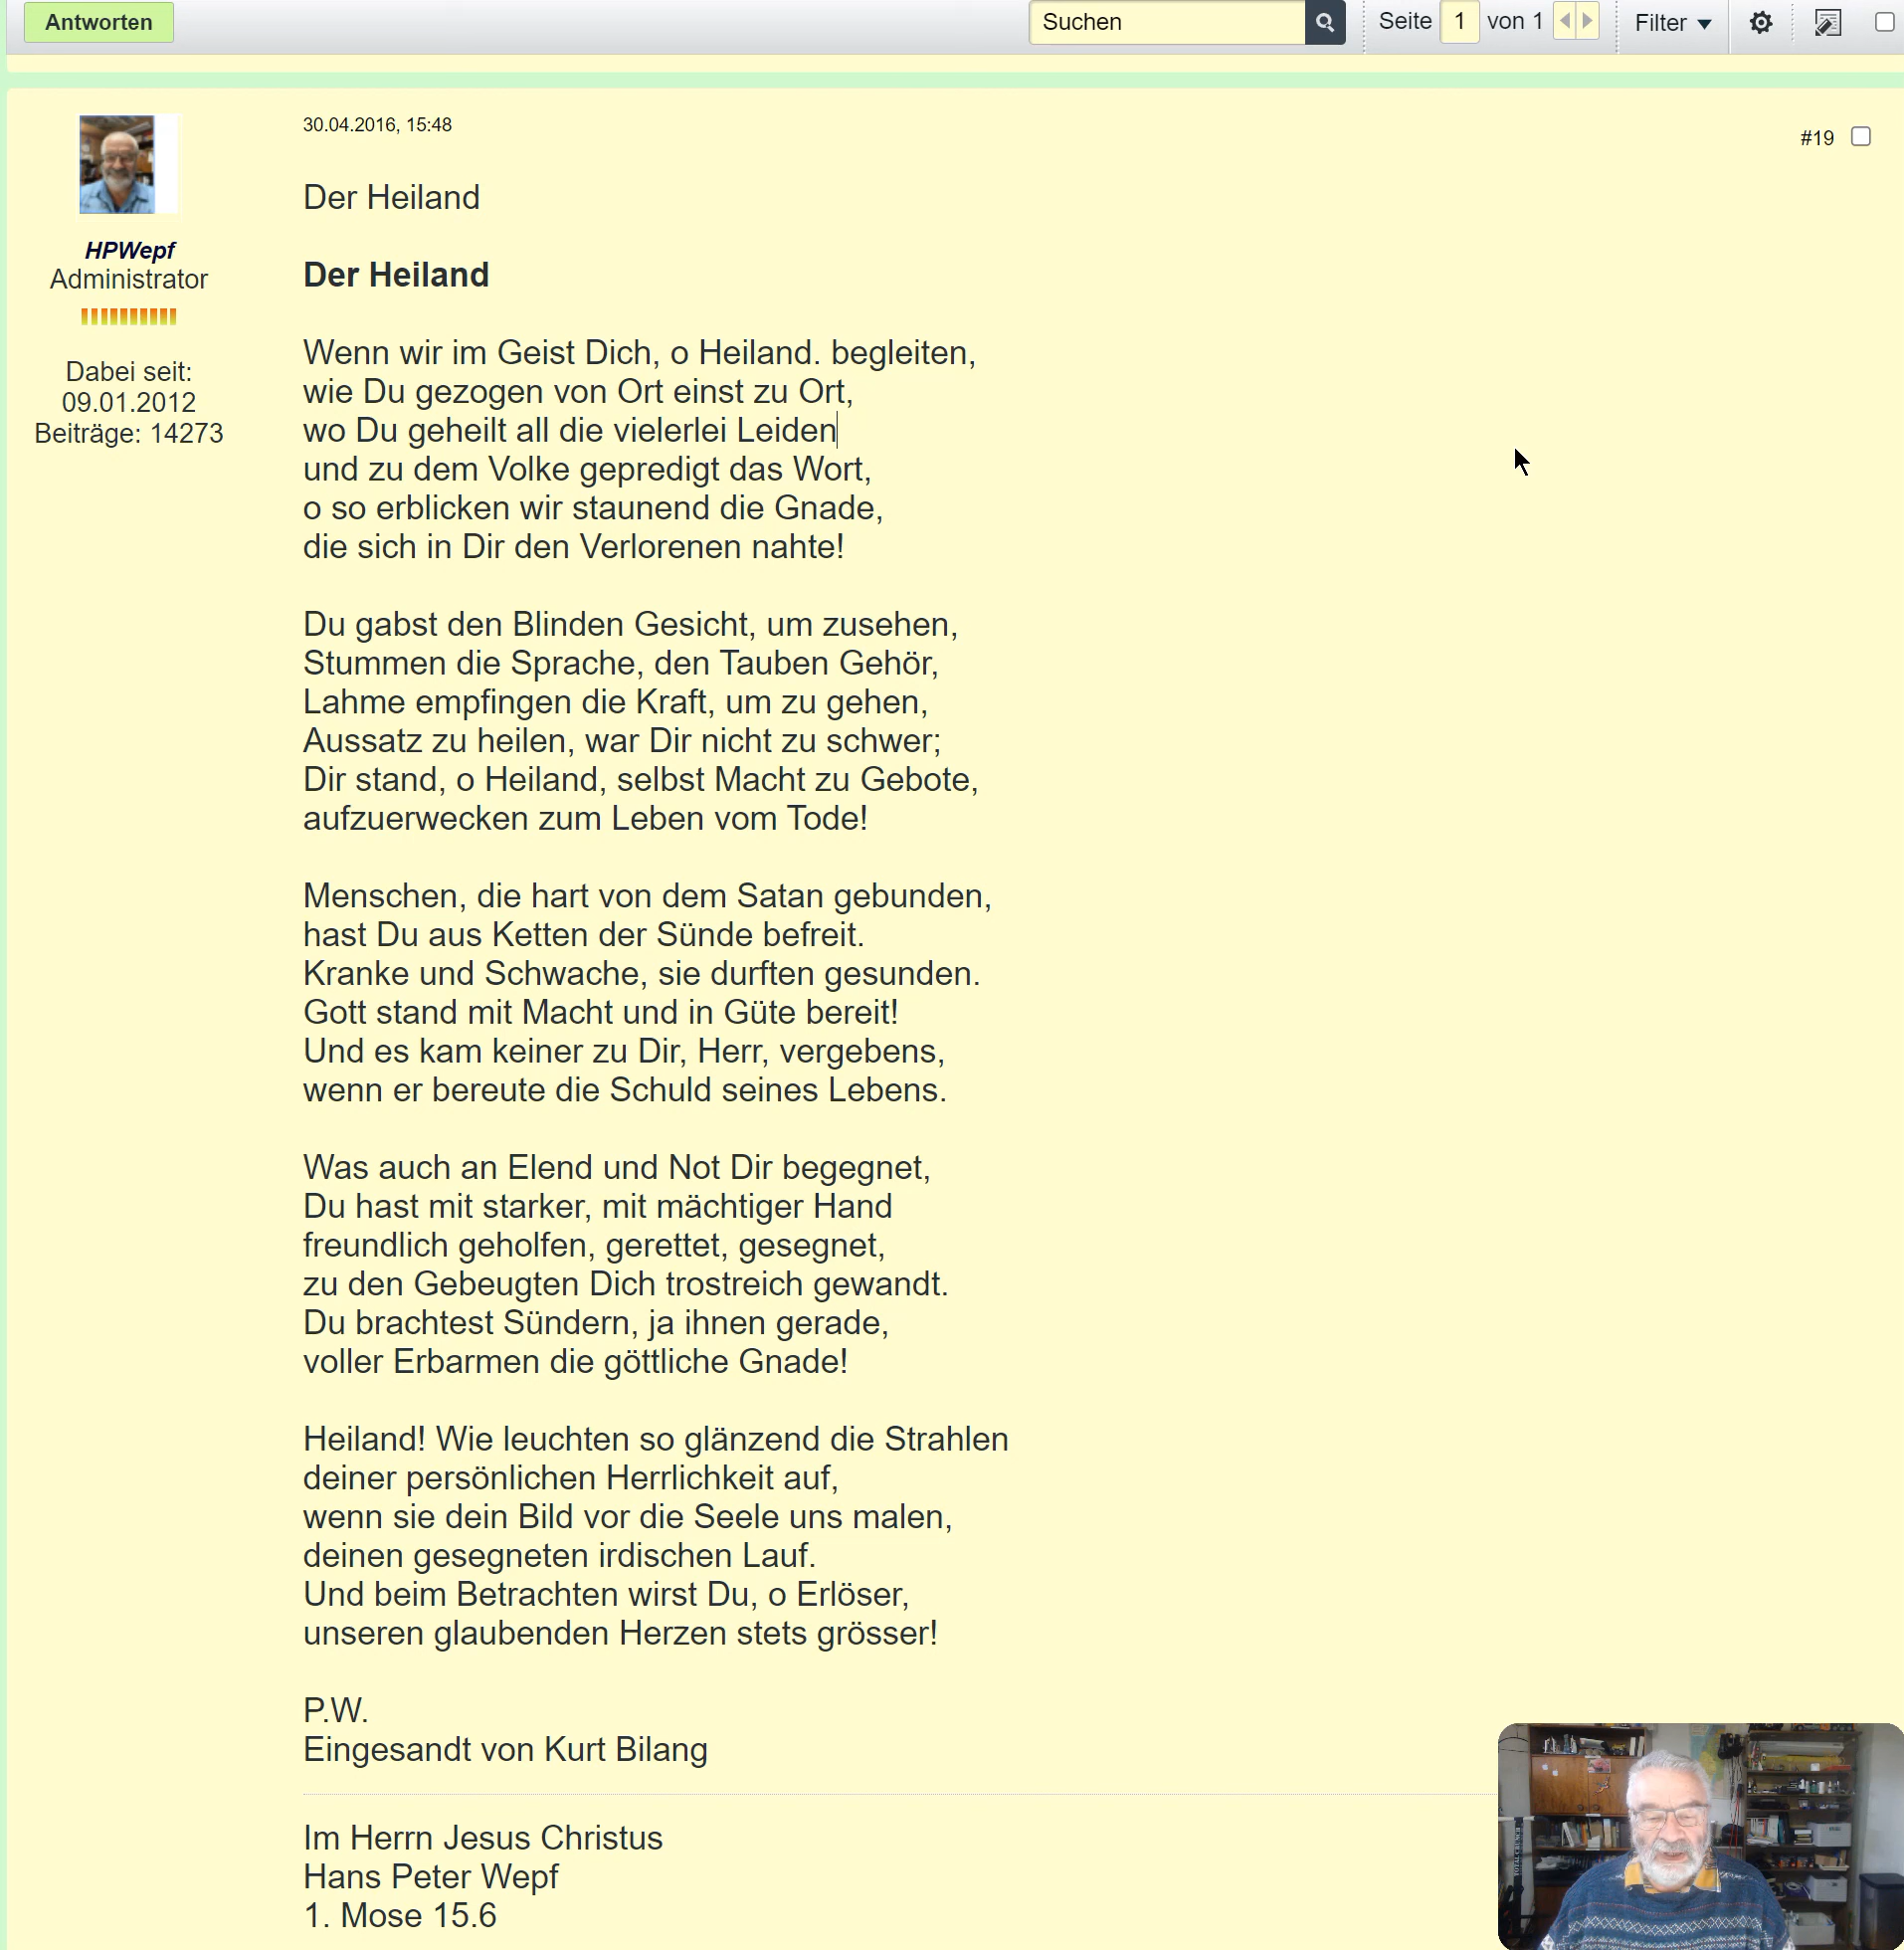 Antworten
Suchen
Seite 1 von 1
Filter
HPWepf
Administrator
Dabei seit:
09.01.2012
Beiträge: 14273
30.04.2016, 15:48
#19
Der Heiland
Der Heiland
Wenn wir im Geist Dich, o Heiland. begleiten,
wie Du gezogen von Ort einst zu Ort,
wo Du geheilt all die vielerlei Leiden
und zu dem Volke gepredigt das Wort,
o so erblicken wir staunend die Gnade,
die sich in Dir den Verlorenen nahte!
Du gabst den Blinden Gesicht, um zusehen,
Stummen die Sprache, den Tauben Gehör,
Lahme empfingen die Kraft, um zu gehen,
Aussatz zu heilen, war Dir nicht zu schwer;
Dir stand, o Heiland, selbst Macht zu Gebote,
aufzuerwecken zum Leben vom Tode!
Menschen, die hart von dem Satan gebunden,
hast Du aus Ketten der Sünde befreit.
Kranke und Schwache, sie durften gesunden.
Gott stand mit Macht und in Güte bereit!
Und es kam keiner zu Dir, Herr, vergebens,
wenn er bereute die Schuld seines Lebens.
Was auch an Elend und Not Dir begegnet,
Du hast mit starker, mit mächtiger Hand
freundlich geholfen, gerettet, gesegnet,
zu den Gebeugten Dich trostreich gewandt.
Du brachtest Sündern, ja ihnen gerade,
voller Erbarmen die göttliche Gnade!
Heiland! Wie leuchten so glänzend die Strahlen
deiner persönlichen Herrlichkeit auf,
wenn sie dein Bild vor die Seele uns malen,
deinen gesegneten irdischen Lauf.
Und beim Betrachten wirst Du, o Erlöser,
unseren glaubenden Herzen stets grösser!
P.W.
Eingesandt von Kurt Bilang
Im Herrn Jesus Christus
Hans Peter Wepf
1. Mose 15.6